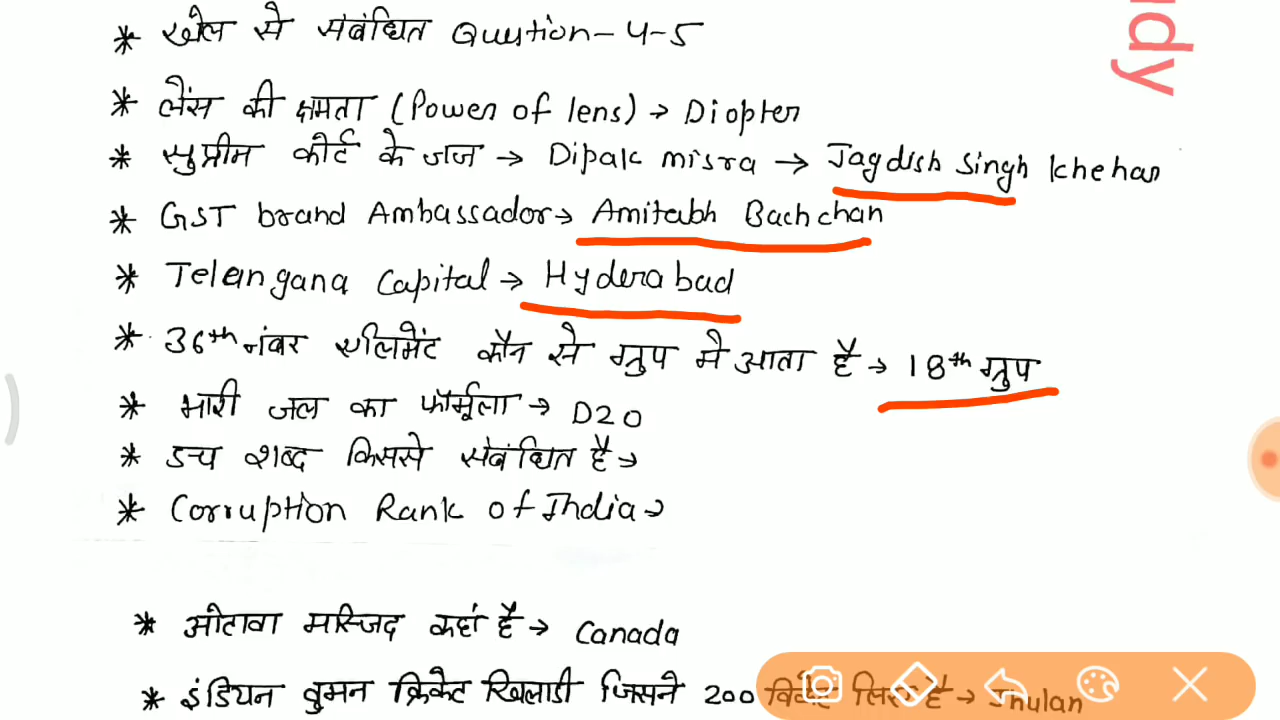 * खेल से संबंधित Question - 4-5
udy
* लेंस की क्षमता (Power of lens) → Diopter
* सुप्रीम कोर्ट के जज → Dipak misra → Jagdish Singh Khehar
* GST brand Ambassador → Amitabh Bachchan
* Telangana Capital → Hyderabad
* 36th नंबर एलिमेंट कौन से ग्रुप मे आता है → 18th ग्रुप
* भारी जल का फॉर्मूला → D2O
* डच शब्द किससे संबंधित है →
* Corruption Rank of India →
* ओटावा मस्जिद कहां है → Canada
* इंडियन वुमन क्रिकेट खिलाडी जिसने 200 विकेट लिए है → Jhulan